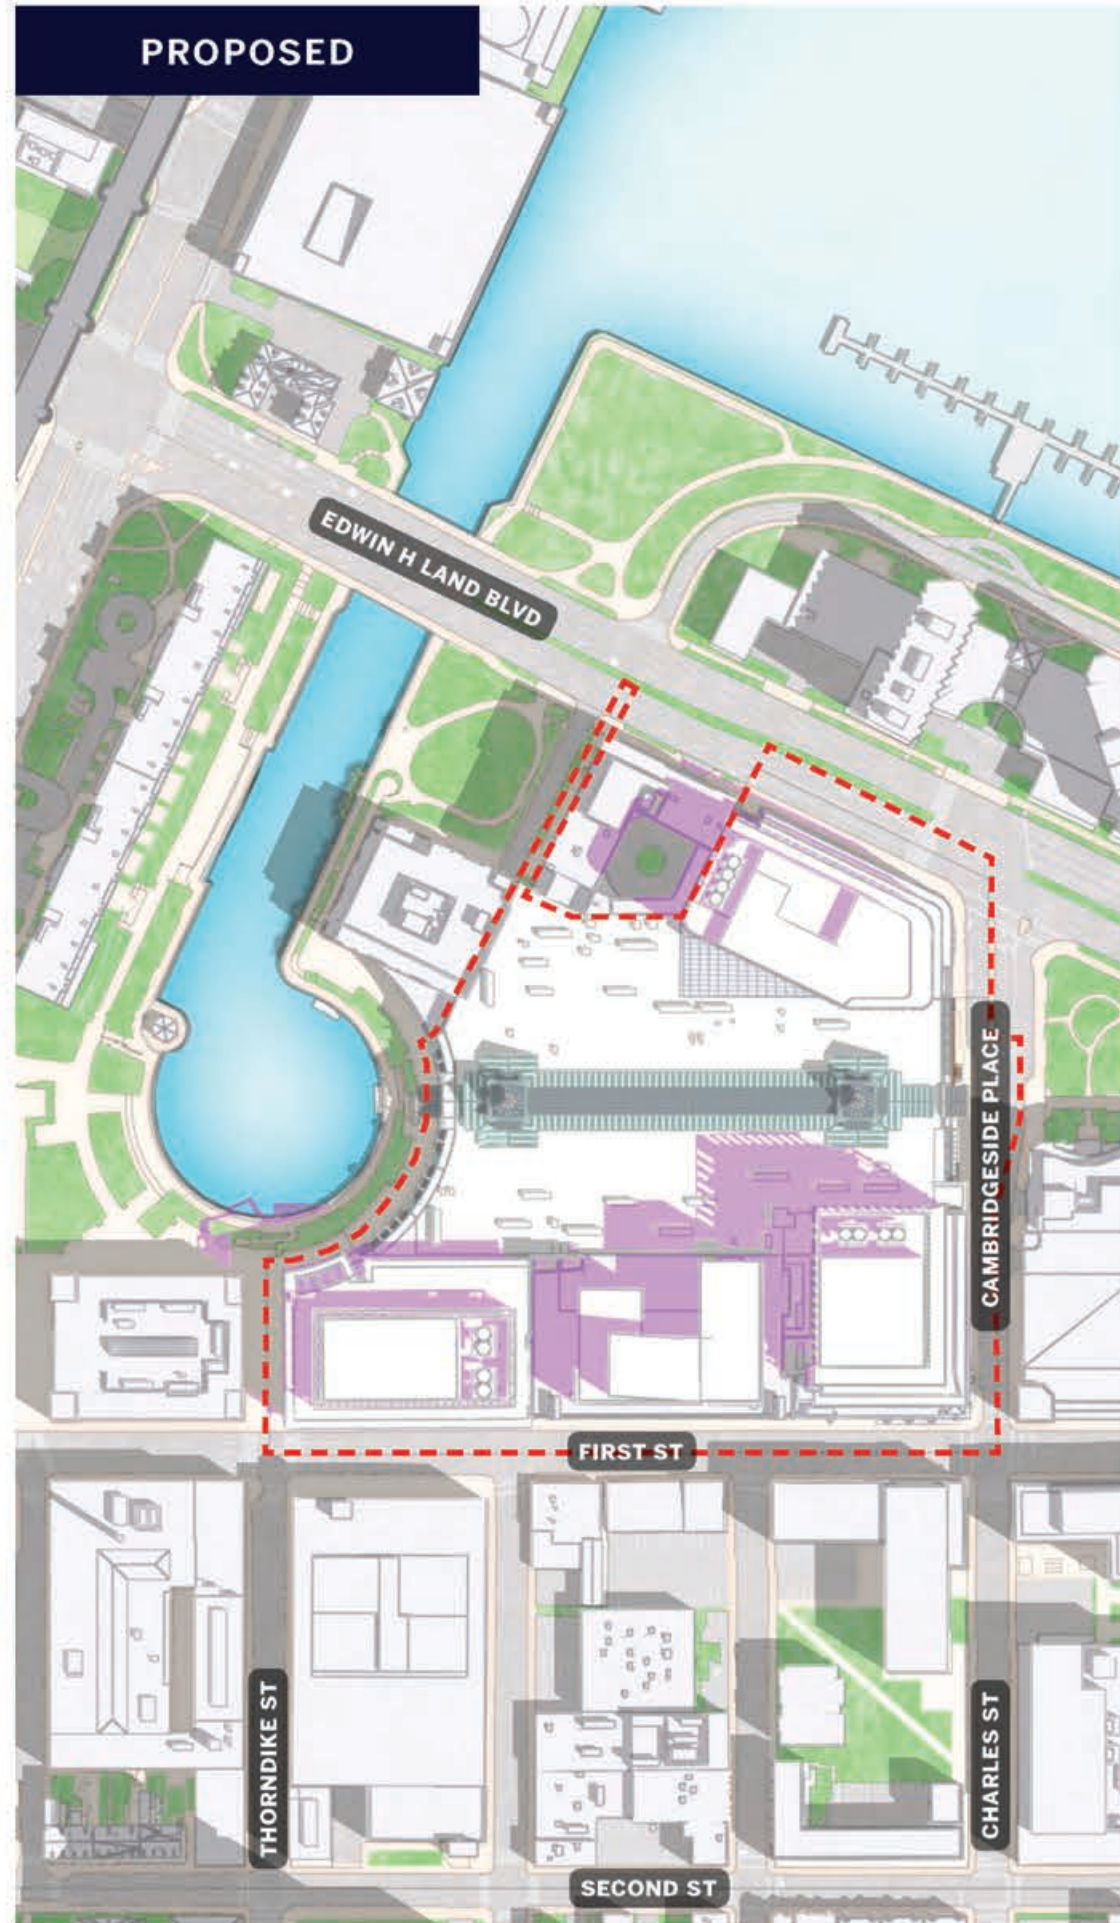 PROPOSED
EDWIN H LAND BLVD
CAMBRIDGESIDE PLACE
FIRST ST
THORNDIKE ST
CHARLES ST
SECOND ST